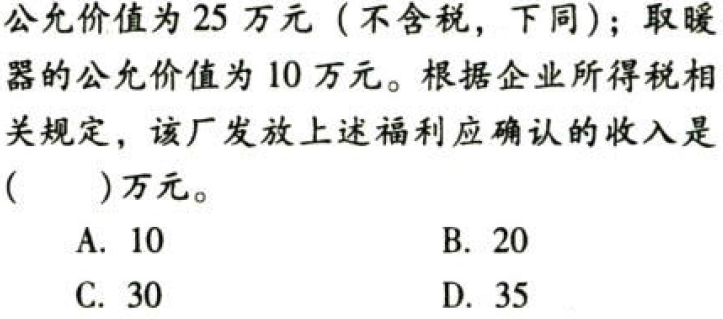 公允价值为 25 万元（不含税，下同）；取暖
器的公允价值为 10 万元。根据企业所得税相
关规定，该厂发放上述福利应确认的收入是
(　　)万元。
A. 10　　B. 20
C. 30　　D. 35